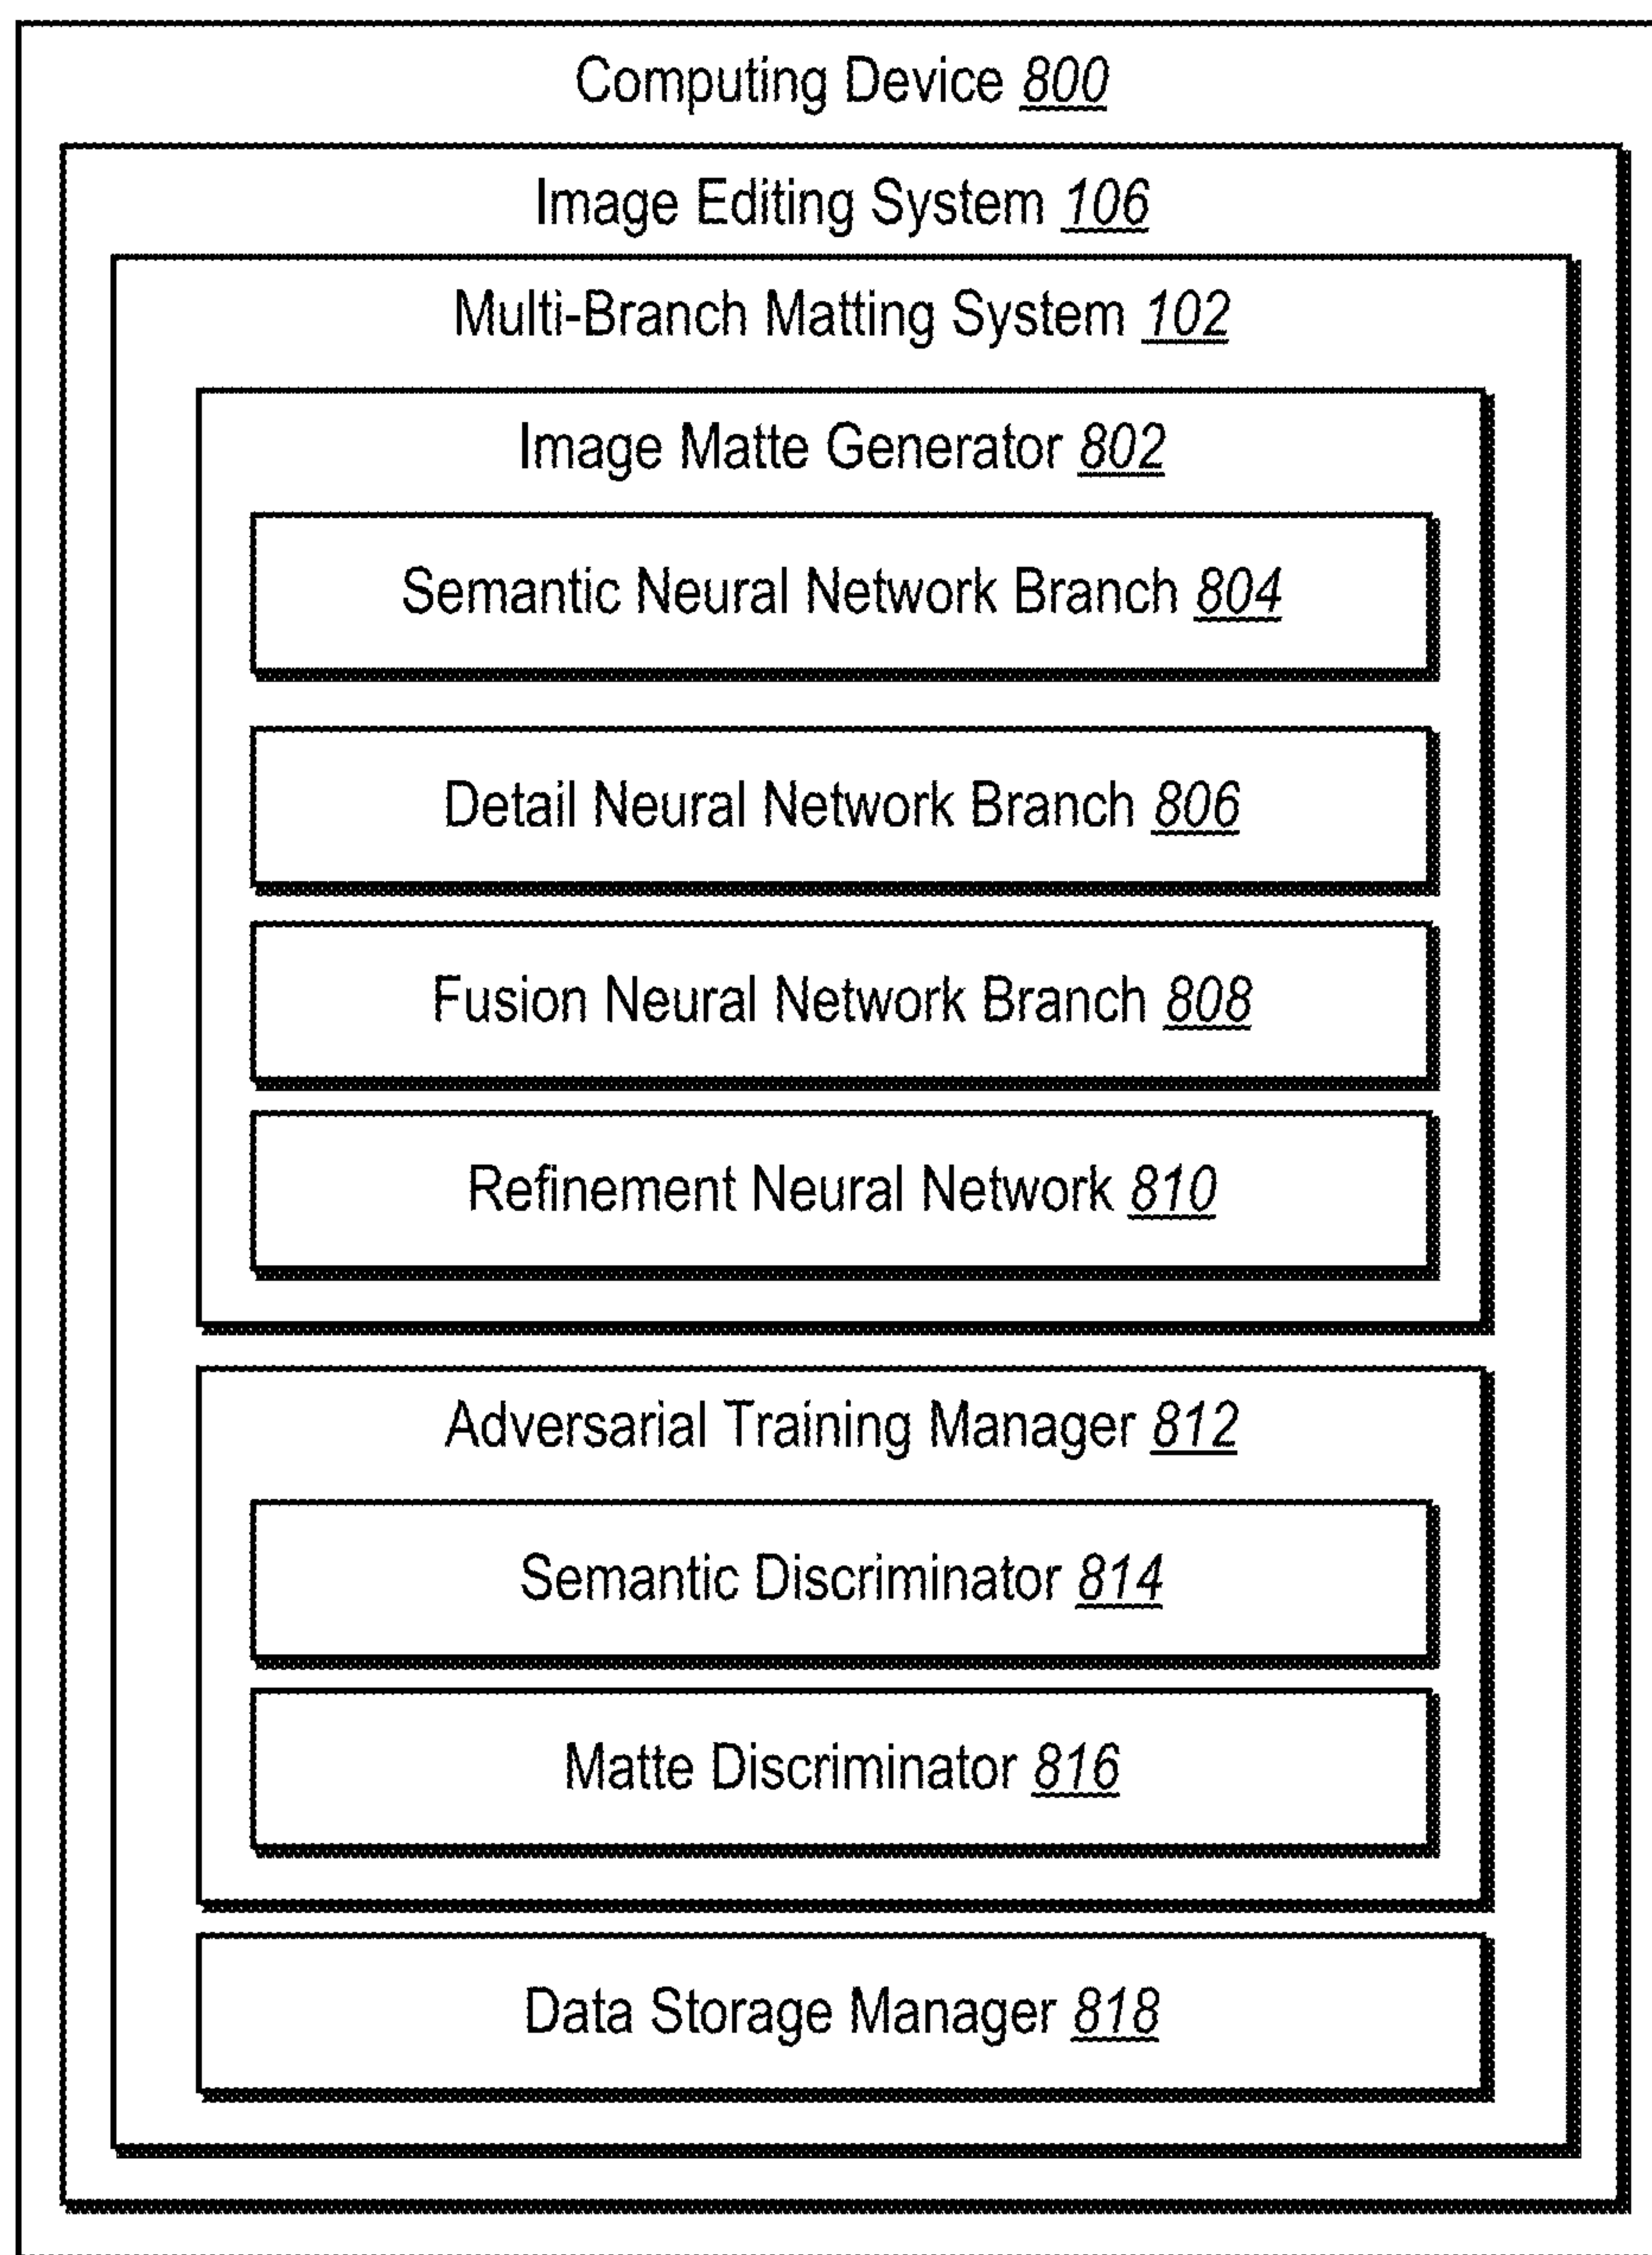 Computing Device 800
Image Editing System 106
Multi-Branch Matting System 102
Image Matte Generator 802
Semantic Neural Network Branch 804
Detail Neural Network Branch 806
Fusion Neural Network Branch 808
Refinement Neural Network 810
Adversarial Training Manager 812
Semantic Discriminator 814
Matte Discriminator 816
Data Storage Manager 818